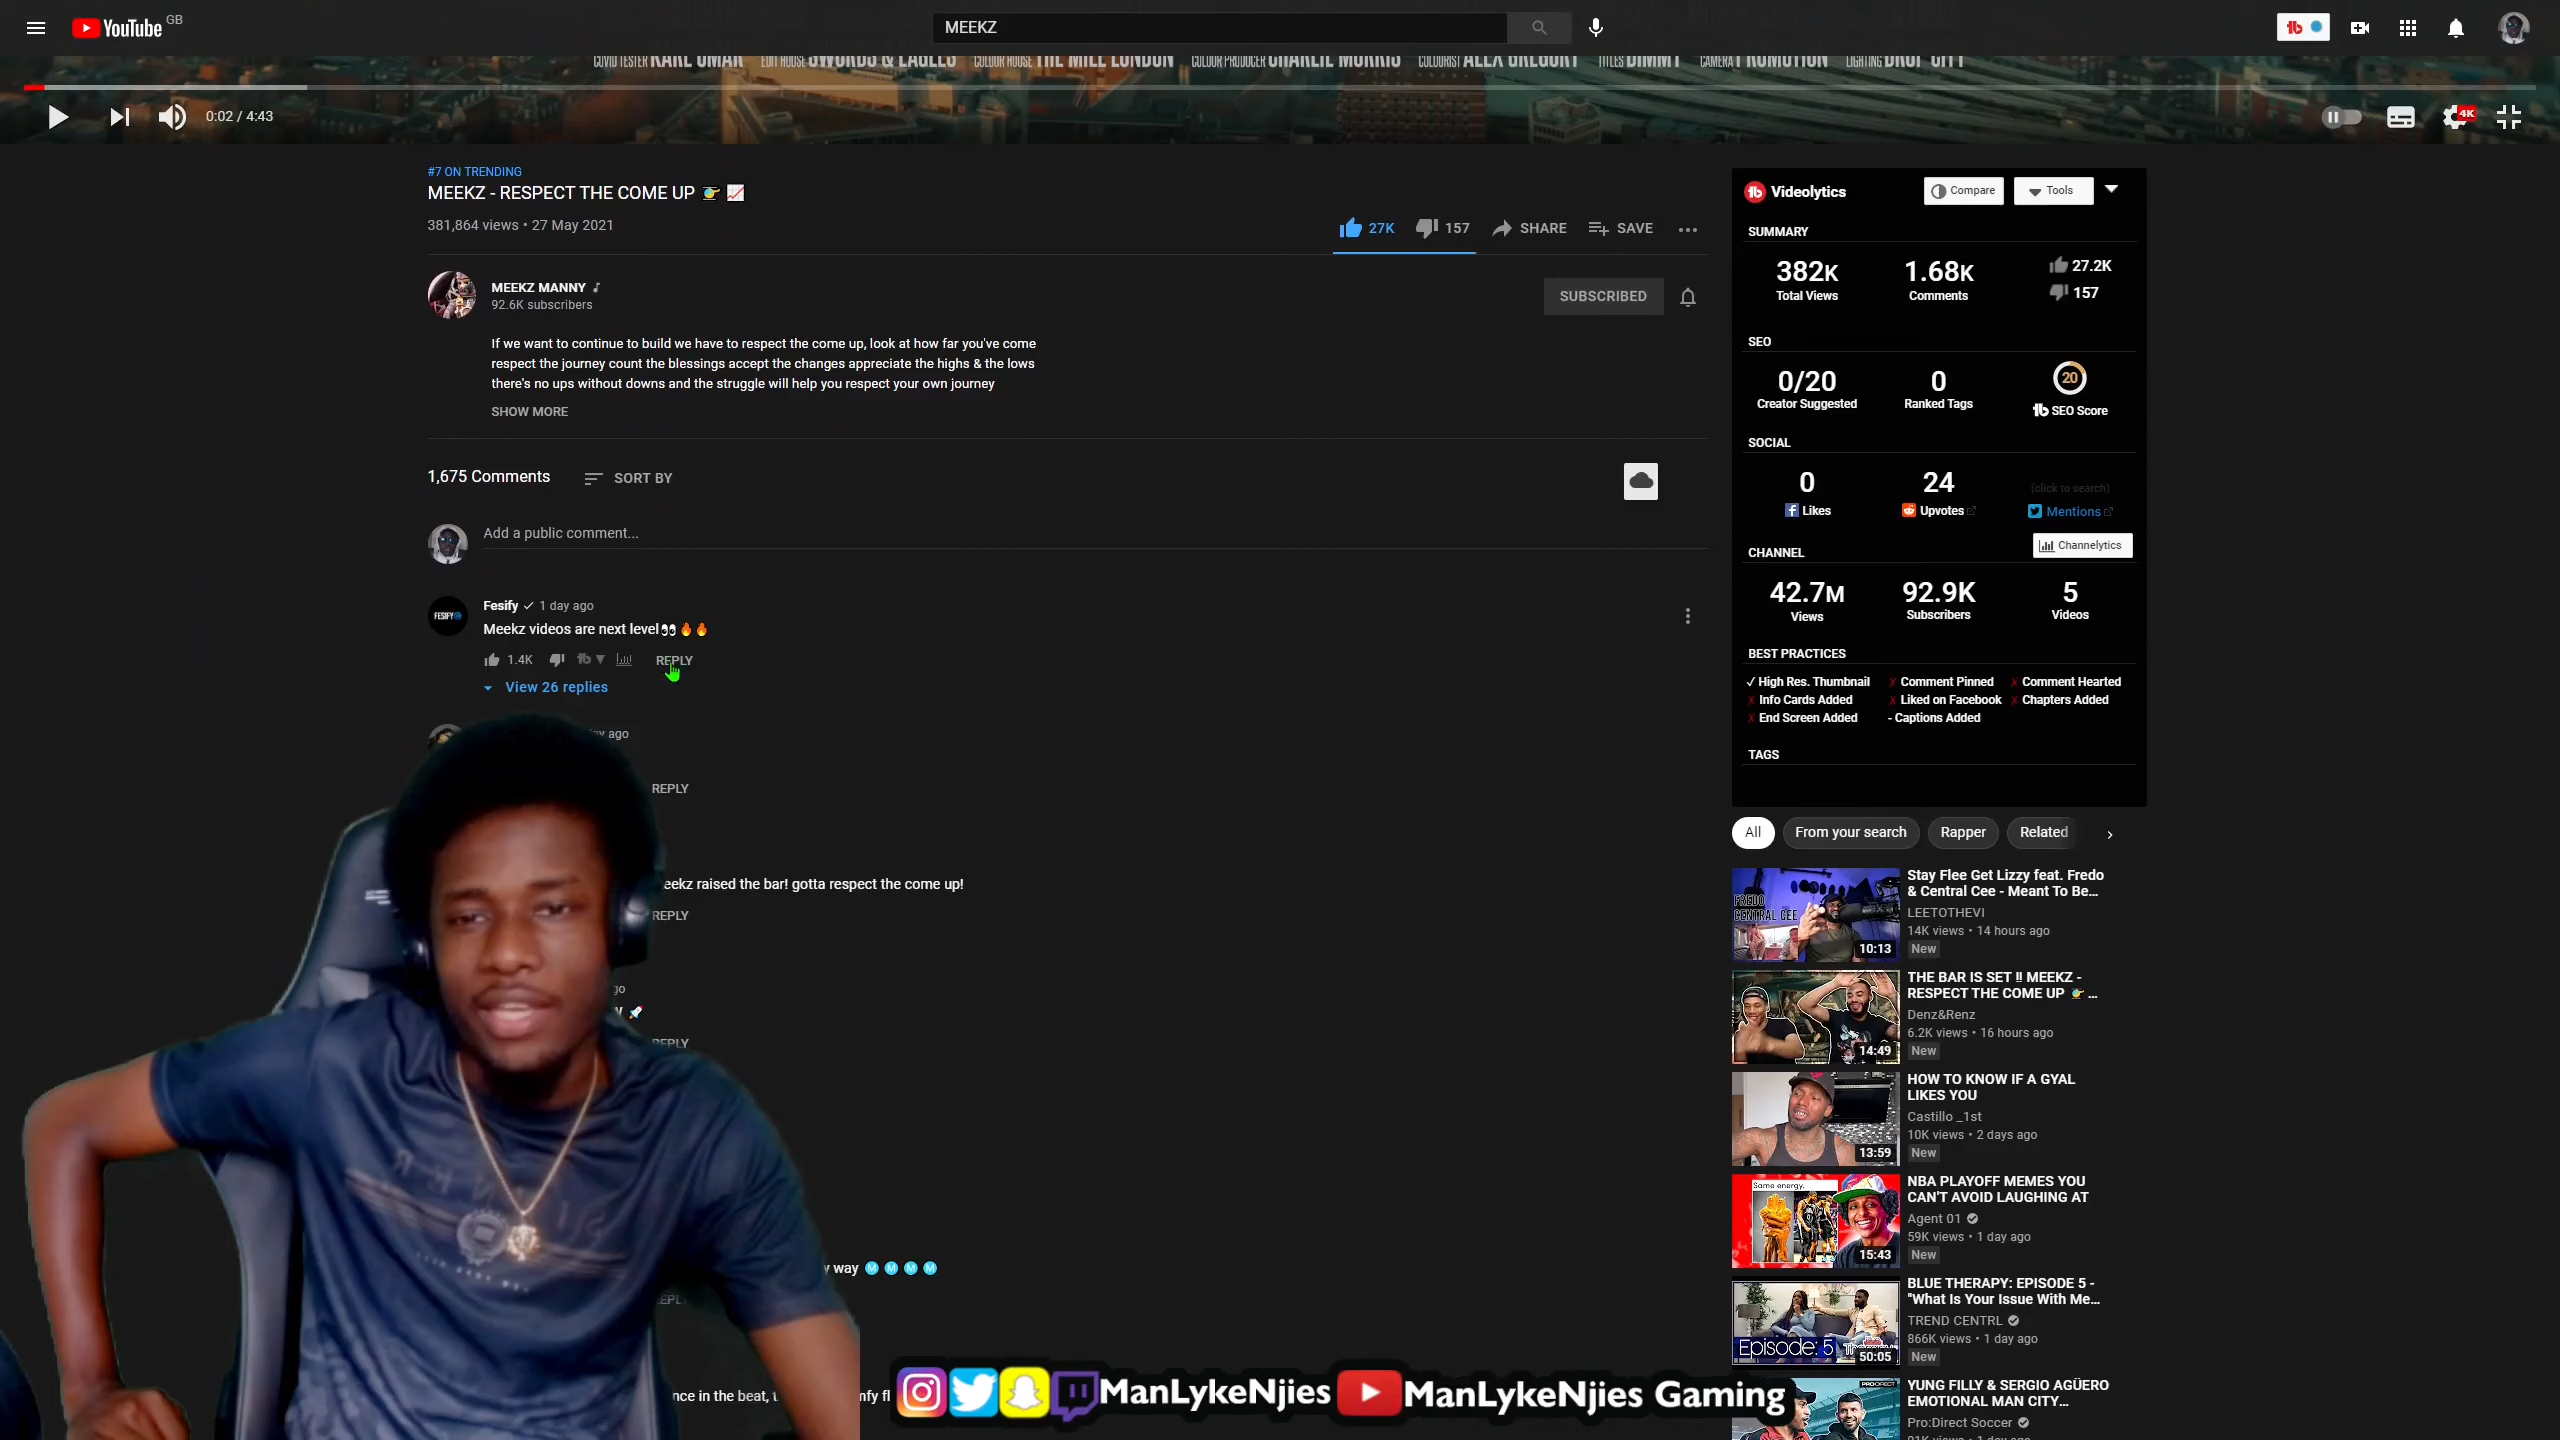 YouTube GB
MEEKZ
COVID TESTER KARL OMAR EDIT HOUSE SWORDS & EAGLES COLOUR HOUSE THE MILL LONDON COLOUR PRODUCER CHARLIE MORRIS COLOURIST ALEX GREGORY TITLES DIMMY CAMERA PROMOTION LIGHTING DROP CITY
0:02 / 4:43
4K
#7 ON TRENDING
MEEKZ - RESPECT THE COME UP
381,864 views • 27 May 2021
27K 157 SHARE SAVE
MEEKZ MANNY
92.6K subscribers
SUBSCRIBED
If we want to continue to build we have to respect the come up, look at how far you've come
respect the journey count the blessings accept the changes appreciate the highs & the lows
there's no ups without downs and the struggle will help you respect your own journey
SHOW MORE
1,675 Comments SORT BY
Add a public comment...
FESIFY
Fesify 1 day ago
Meekz videos are next level👀🔥🔥
1.4K REPLY
View 26 replies
ago
REPLY
eekz raised the bar! gotta respect the come up!
REPLY
go
REPLY
way Ⓜ Ⓜ Ⓜ Ⓜ
nce in the beat,
ManLykeNjies ManLykeNjies Gaming
Videolytics Compare Tools
SUMMARY
382K 1.68K 27.2K
Total Views Comments 157
SEO
0/20 0 20
Creator Suggested Ranked Tags SEO Score
SOCIAL
0 24 (click to search)
Likes Upvotes Mentions
CHANNEL Channelytics
42.7M 92.9K 5
Views Subscribers Videos
BEST PRACTICES
✓ High Res. Thumbnail ✗ Comment Pinned ✗ Comment Hearted
✗ Info Cards Added ✗ Liked on Facebook ✗ Chapters Added
✗ End Screen Added - Captions Added
TAGS
All From your search Rapper Related
FREDO
CENTRAL CEE
10:13
Stay Flee Get Lizzy feat. Fredo
& Central Cee - Meant To Be...
LEETOTHEVI
14K views • 14 hours ago
New
14:49
THE BAR IS SET !! MEEKZ -
RESPECT THE COME UP ...
Denz&Renz
6.2K views • 16 hours ago
New
13:59
HOW TO KNOW IF A GYAL
LIKES YOU
Castillo _1st
10K views • 2 days ago
New
Same energy.
15:43
NBA PLAYOFF MEMES YOU
CAN'T AVOID LAUGHING AT
Agent 01
59K views • 1 day ago
New
Episode: 5
50:05
BLUE THERAPY: EPISODE 5 -
"What Is Your Issue With Me...
TREND CENTRL
866K views • 1 day ago
New
PRO:DIRECT
YUNG FILLY & SERGIO AGÜERO
EMOTIONAL MAN CITY...
Pro:Direct Soccer